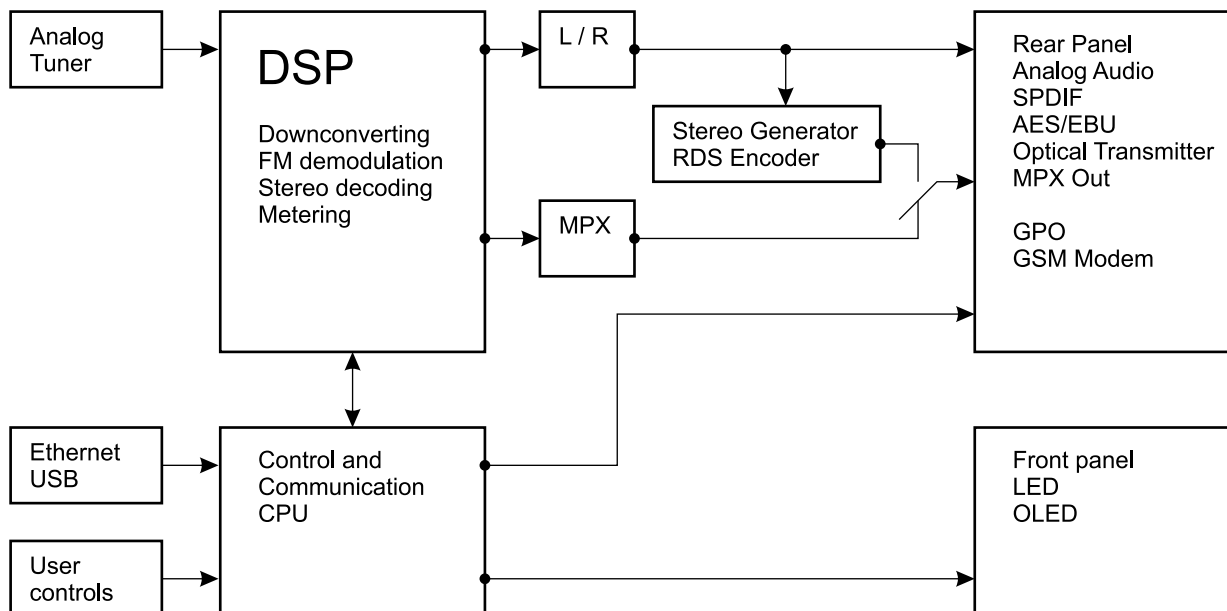 Analog
Tuner
DSP
Downconverting
FM demodulation
Stereo decoding
Metering
L / R
MPX
Stereo Generator
RDS Encoder
Rear Panel
Analog Audio
SPDIF
AES/EBU
Optical Transmitter
MPX Out
GPO
GSM Modem
Ethernet
USB
User
controls
Control and
Communication
CPU
Front panel
LED
OLED